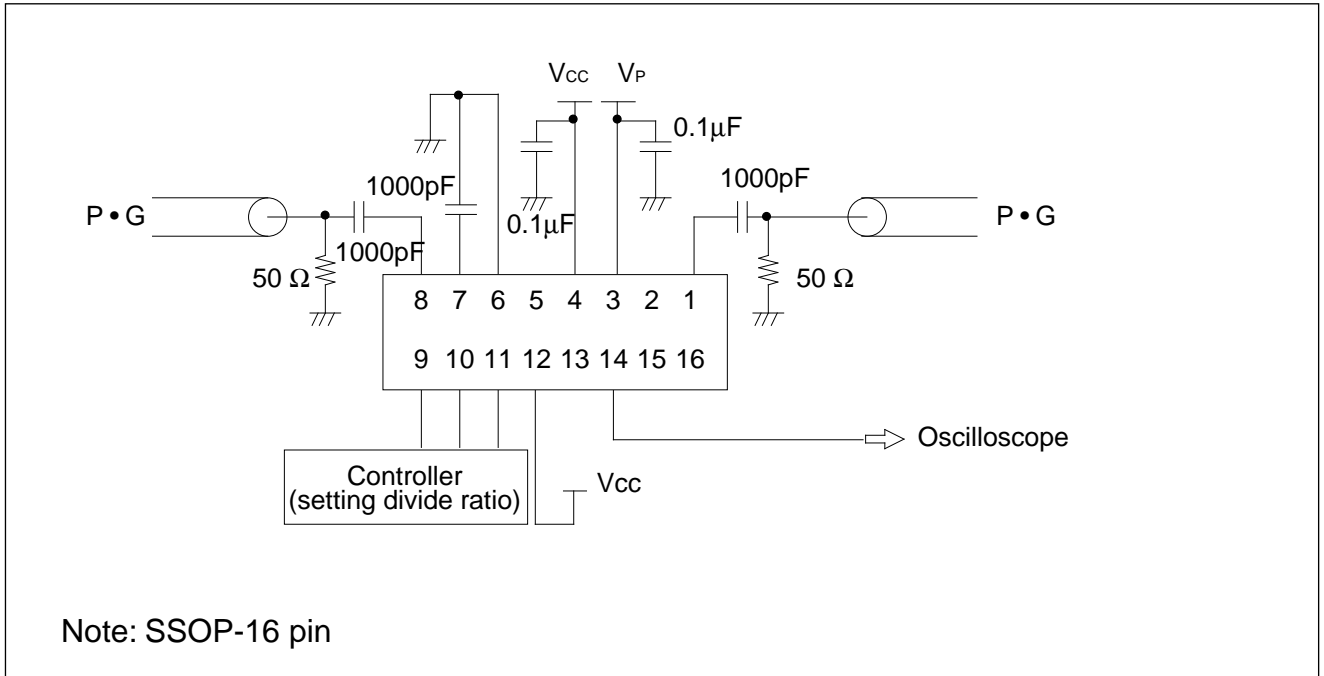 VCC VP
0.1µF
1000pF 1000pF
P • G P • G
0.1µF
1000pF
50 Ω 50 Ω
8 7 6 5 4 3 2 1
9 10 11 12 13 14 15 16
Oscilloscope
Controller
(setting divide ratio)
Vcc
Note: SSOP-16 pin